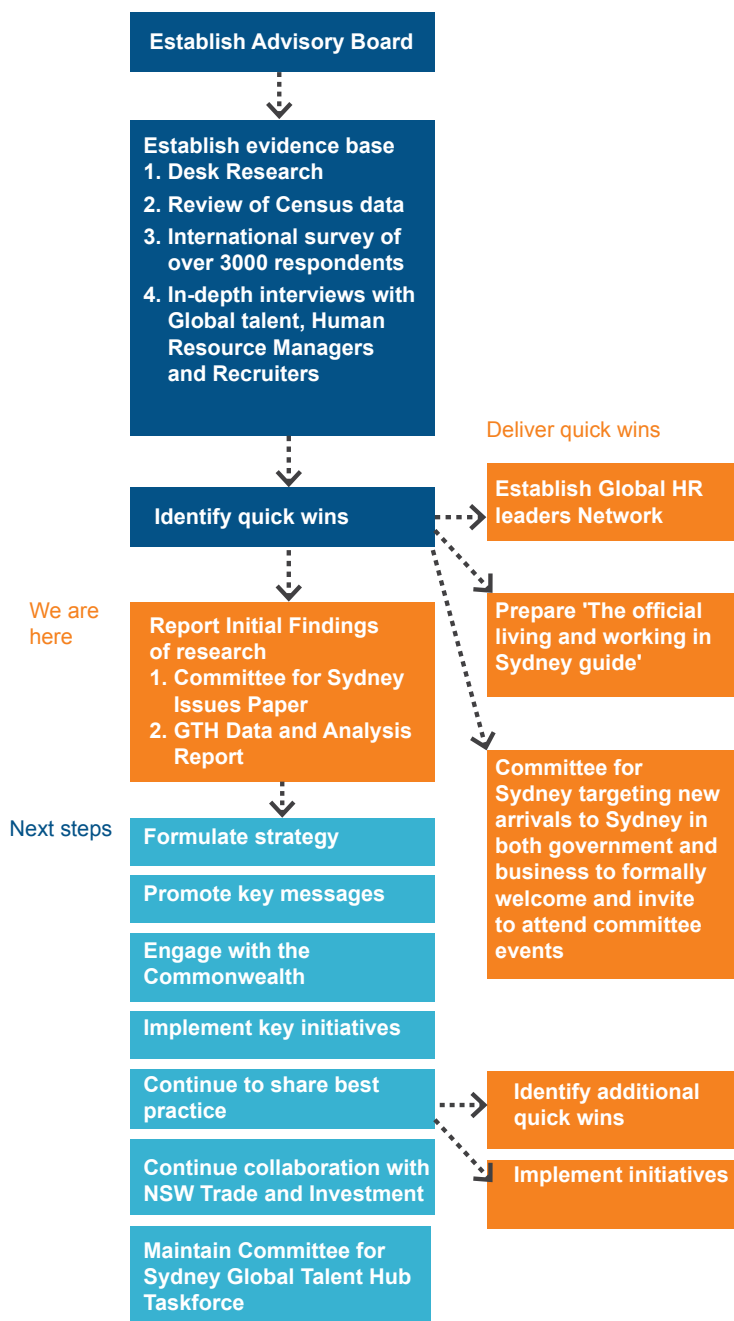 Establish Advisory Board
Establish evidence base
1. Desk Research
2. Review of Census data
3. International survey of
over 3000 respondents
4. In-depth interviews with
Global talent, Human
Resource Managers
and Recruiters
Identify quick wins
Deliver quick wins
Establish Global HR
leaders Network
Prepare 'The official
living and working in
Sydney guide'
Committee for
Sydney targeting new
arrivals to Sydney in
both government and
business to formally
welcome and invite
to attend committee
events
We are
here
Report Initial Findings
of research
1. Committee for Sydney
Issues Paper
2. GTH Data and Analysis
Report
Next steps
Formulate strategy
Promote key messages
Engage with the
Commonwealth
Implement key initiatives
Continue to share best
practice
Identify additional
quick wins
Implement initiatives
Continue collaboration with
NSW Trade and Investment
Maintain Committee for
Sydney Global Talent Hub
Taskforce